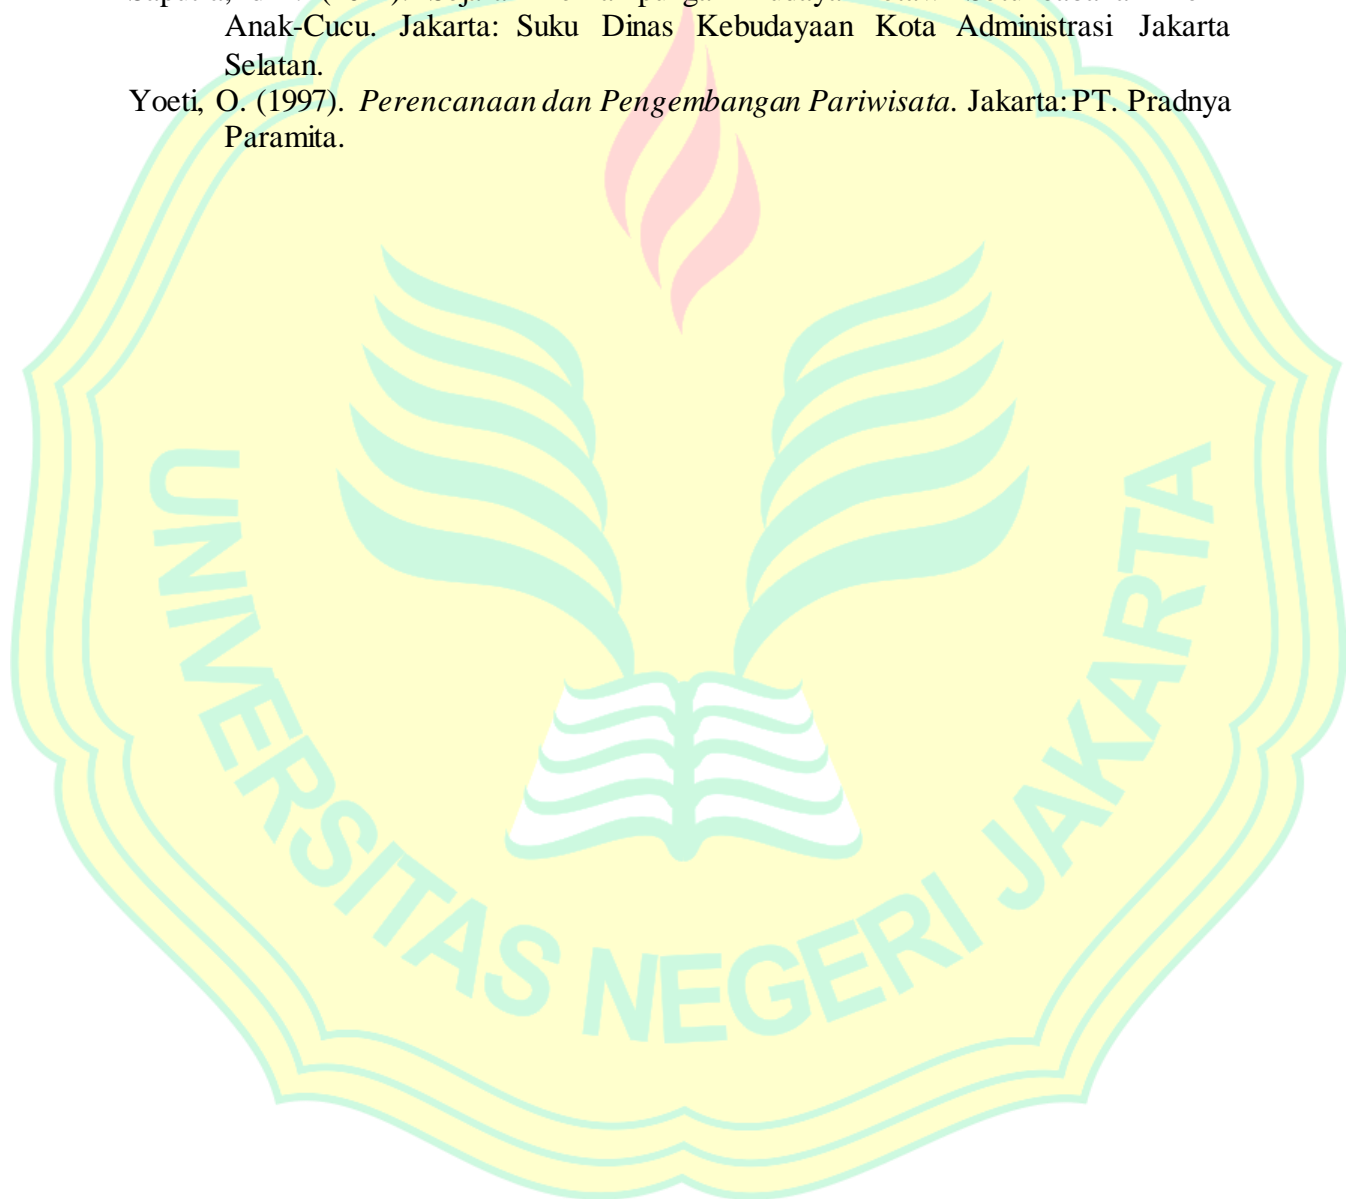 Anak-Cucu. Jakarta: Suku Dinas Kebudayaan Kota Administrasi Jakarta
Selatan.
Yoeti, O. (1997). Perencanaan dan Pengembangan Pariwisata. Jakarta: PT. Pradnya
Paramita.
UNIVERSITAS NEGERI JAKARTA